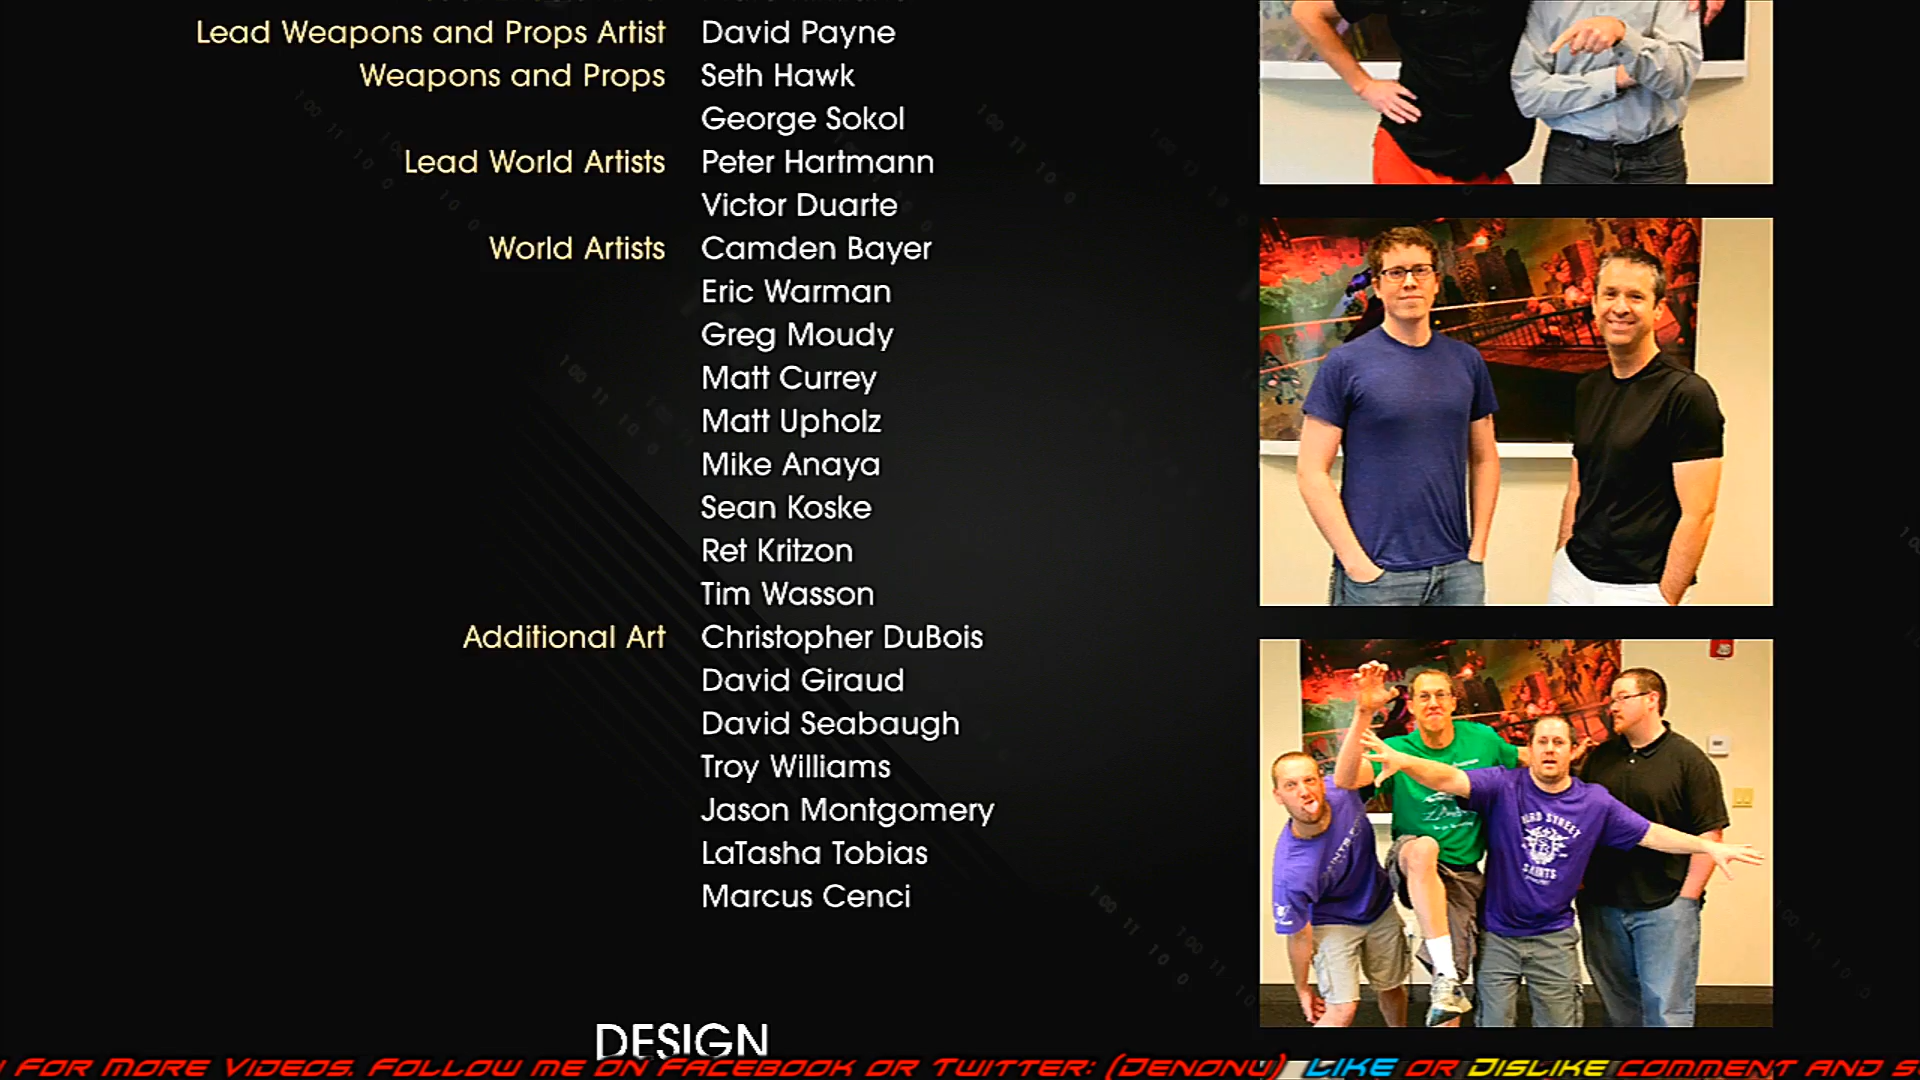 Lead Weapons and Props Artist David Payne
Weapons and Props Seth Hawk
George Sokol
Lead World Artists Peter Hartmann
Victor Duarte
World Artists Camden Bayer
Eric Warman
Greg Moudy
Matt Currey
Matt Upholz
Mike Anaya
Sean Koske
Ret Kritzon
Tim Wasson
Additional Art Christopher DuBois
David Giraud
David Seabaugh
Troy Williams
Jason Montgomery
LaTasha Tobias
Marcus Cenci
STREET
SAINTS
DESIGN
For More Videos. Follow me on Facebook or Twitter: (Denonu) Like or Dislike comment and s